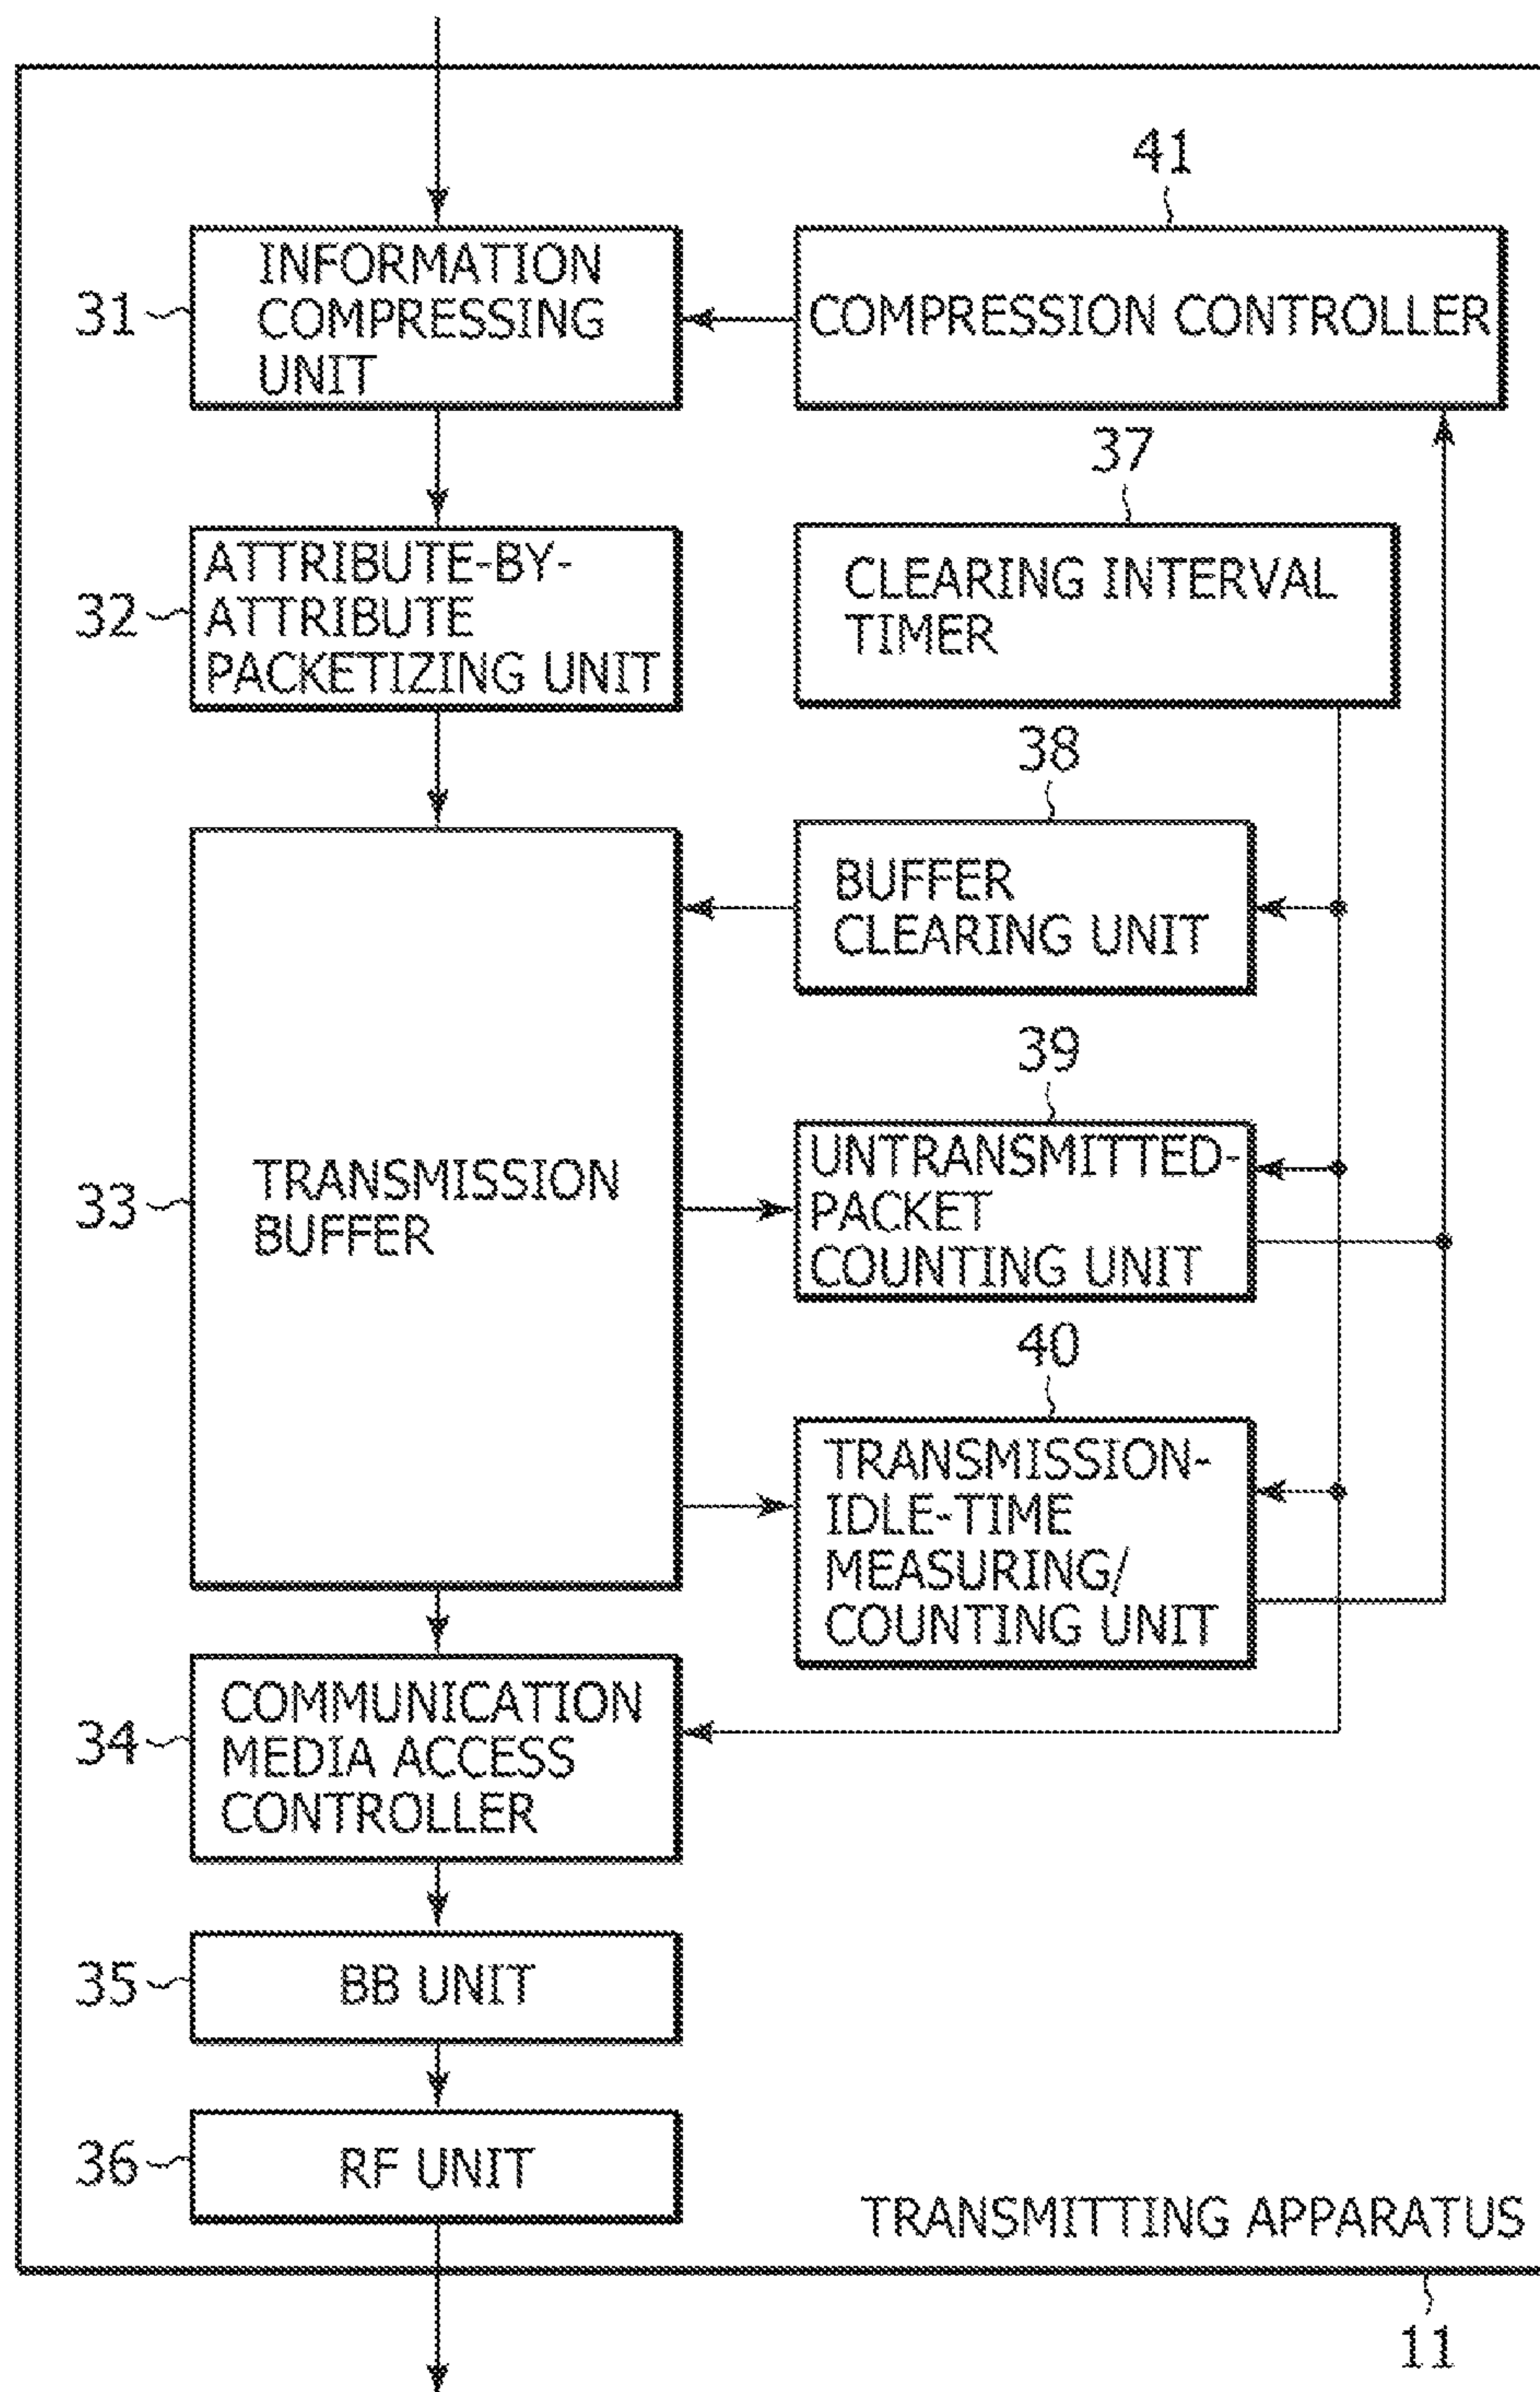 41
31
INFORMATION
COMPRESSING
UNIT
COMPRESSION CONTROLLER
37
32
ATTRIBUTE-BY-
ATTRIBUTE
PACKETIZING UNIT
CLEARING INTERVAL
TIMER
38
BUFFER
CLEARING UNIT
39
33
TRANSMISSION
BUFFER
UNTRANSMITTED-
PACKET
COUNTING UNIT
40
TRANSMISSION-
IDLE-TIME
MEASURING/
COUNTING UNIT
34
COMMUNICATION
MEDIA ACCESS
CONTROLLER
35
BB UNIT
36
RF UNIT
TRANSMITTING APPARATUS
11